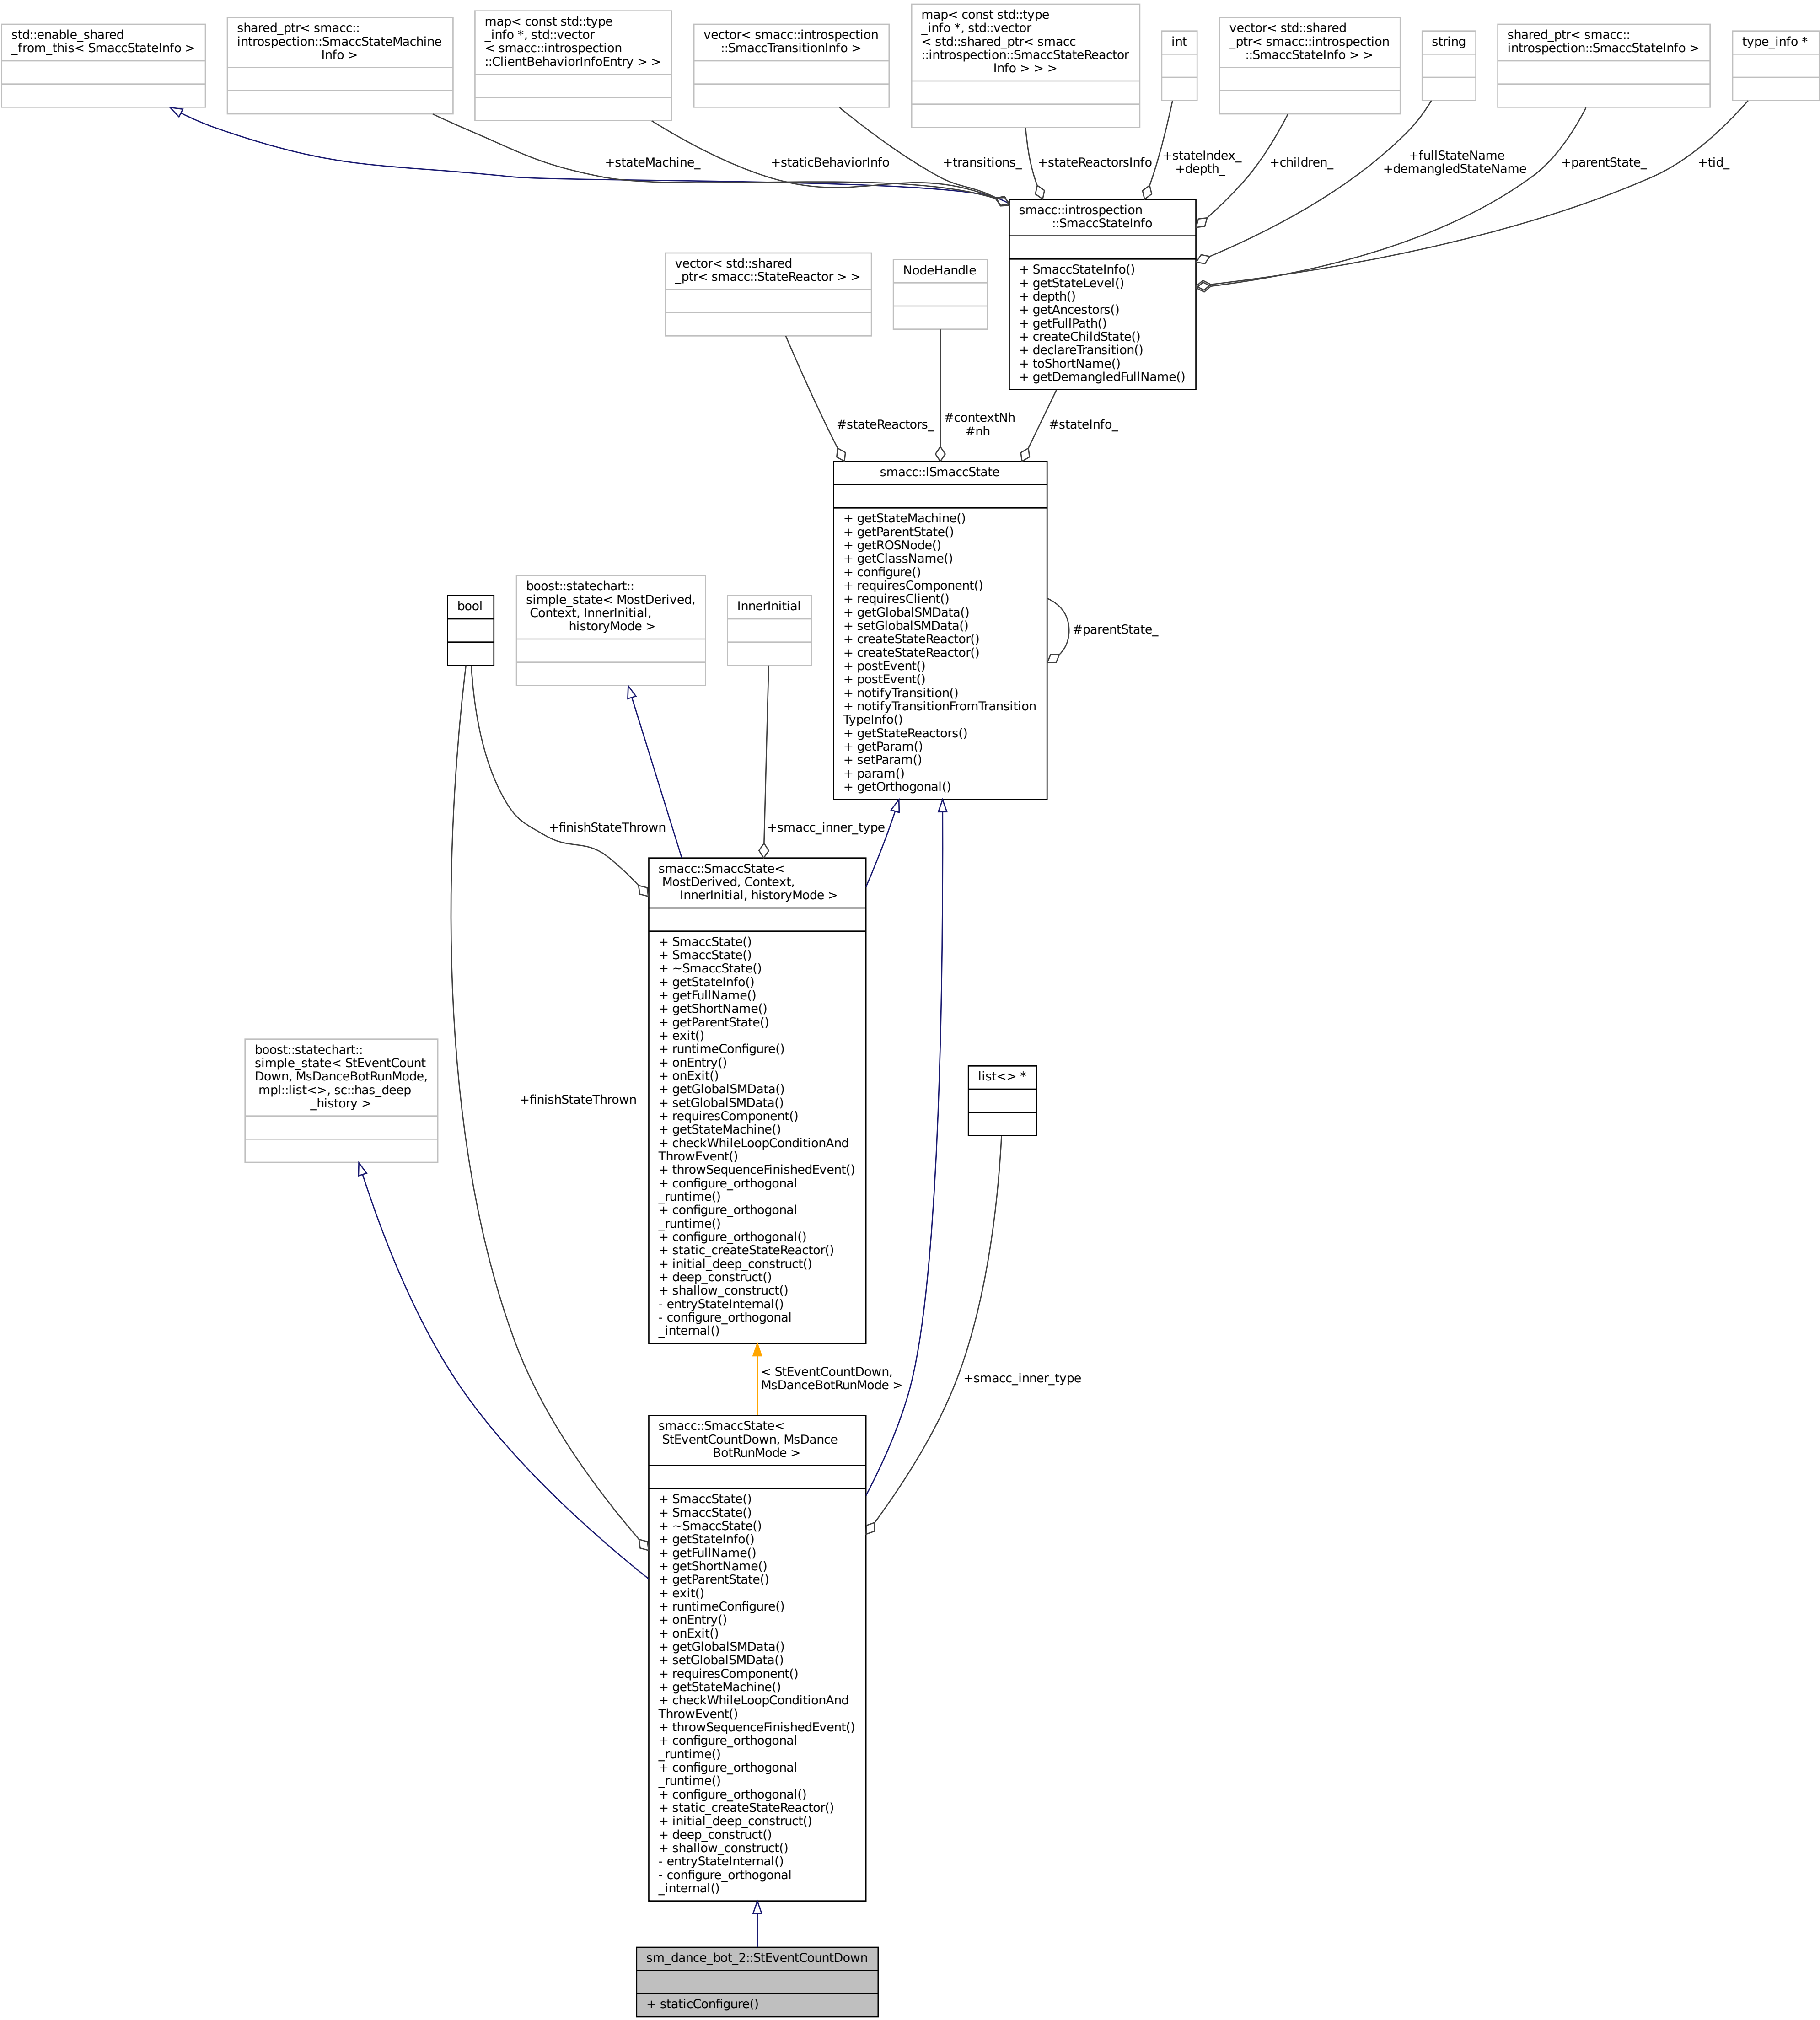 std::enable_shared
_from_this< SmaccStateInfo >
shared_ptr< smacc::
introspection::SmaccStateMachine
Info >
map< const std::type
_info *, std::vector
< smacc::introspection
::ClientBehaviorInfoEntry > >
vector< smacc::introspection
::SmaccTransitionInfo >
map< const std::type
_info *, std::vector
< std::shared_ptr< smacc
::introspection::SmaccStateReactor
Info > > >
int
vector< std::shared
_ptr< smacc::introspection
::SmaccStateInfo > >
string
shared_ptr< smacc::
introspection::SmaccStateInfo >
type_info *
+stateMachine_
+staticBehaviorInfo
+transitions_
+stateReactorsInfo
+stateIndex_
+depth_
+children_
+fullStateName
+demangledStateName
+parentState_
+tid_
smacc::introspection
::SmaccStateInfo
+ SmaccStateInfo()
+ getStateLevel()
+ depth()
+ getAncestors()
+ getFullPath()
+ createChildState()
+ declareTransition()
+ toShortName()
+ getDemangledFullName()
vector< std::shared
_ptr< smacc::StateReactor > >
NodeHandle
#stateReactors_
#contextNh
#nh
#stateInfo_
smacc::ISmaccState
+ getStateMachine()
+ getParentState()
+ getROSNode()
+ getClassName()
+ configure()
+ requiresComponent()
+ requiresClient()
+ getGlobalSMData()
+ setGlobalSMData()
+ createStateReactor()
+ createStateReactor()
+ postEvent()
+ postEvent()
+ notifyTransition()
+ notifyTransitionFromTransition
TypeInfo()
+ getStateReactors()
+ getParam()
+ setParam()
+ param()
+ getOrthogonal()
#parentState_
bool
boost::statechart::
simple_state< MostDerived,
Context, InnerInitial,
historyMode >
InnerInitial
+finishStateThrown
+smacc_inner_type
smacc::SmaccState<
MostDerived, Context,
InnerInitial, historyMode >
+ SmaccState()
+ SmaccState()
+ ~SmaccState()
+ getStateInfo()
+ getFullName()
+ getShortName()
+ getParentState()
+ exit()
+ runtimeConfigure()
+ onEntry()
+ onExit()
+ getGlobalSMData()
+ setGlobalSMData()
+ requiresComponent()
+ getStateMachine()
+ checkWhileLoopConditionAnd
ThrowEvent()
+ throwSequenceFinishedEvent()
+ configure_orthogonal
_runtime()
+ configure_orthogonal
_runtime()
+ configure_orthogonal()
+ static_createStateReactor()
+ initial_deep_construct()
+ deep_construct()
+ shallow_construct()
- entryStateInternal()
- configure_orthogonal
_internal()
boost::statechart::
simple_state< StEventCount
Down, MsDanceBotRunMode,
mpl::list<>, sc::has_deep
_history >
+finishStateThrown
list<> *
< StEventCountDown,
MsDanceBotRunMode >
+smacc_inner_type
smacc::SmaccState<
StEventCountDown, MsDance
BotRunMode >
+ SmaccState()
+ SmaccState()
+ ~SmaccState()
+ getStateInfo()
+ getFullName()
+ getShortName()
+ getParentState()
+ exit()
+ runtimeConfigure()
+ onEntry()
+ onExit()
+ getGlobalSMData()
+ setGlobalSMData()
+ requiresComponent()
+ getStateMachine()
+ checkWhileLoopConditionAnd
ThrowEvent()
+ throwSequenceFinishedEvent()
+ configure_orthogonal
_runtime()
+ configure_orthogonal
_runtime()
+ configure_orthogonal()
+ static_createStateReactor()
+ initial_deep_construct()
+ deep_construct()
+ shallow_construct()
- entryStateInternal()
- configure_orthogonal
_internal()
sm_dance_bot_2::StEventCountDown
+ staticConfigure()